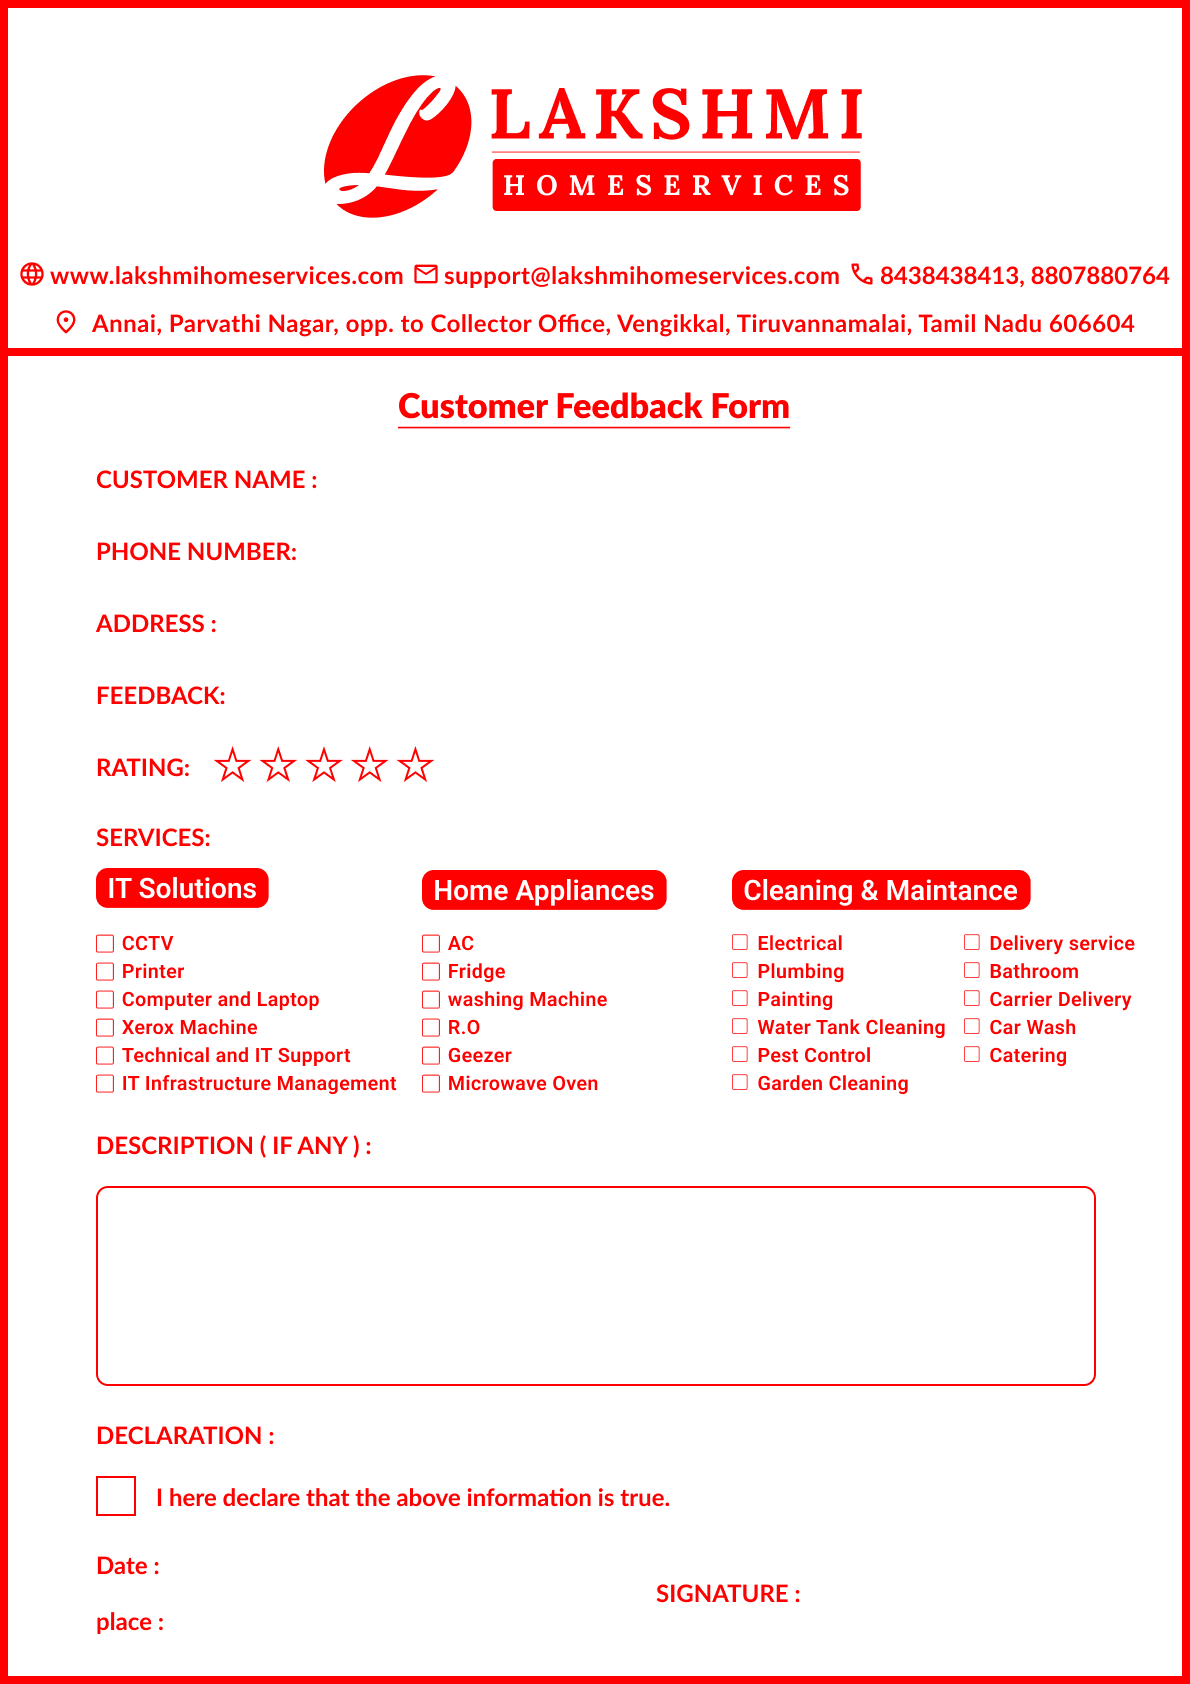 LAKSHMI
HOMESERVICES
www.lakshmihomeservices.com support@lakshmihomeservices.com 8438438413, 8807880764
Annai, Parvathi Nagar, opp. to Collector Office, Vengikkal, Tiruvannamalai, Tamil Nadu 606604
Customer Feedback Form
CUSTOMER NAME :
PHONE NUMBER:
ADDRESS :
FEEDBACK:
RATING:
SERVICES:
IT Solutions
CCTV
Printer
Computer and Laptop
Xerox Machine
Technical and IT Support
IT Infrastructure Management
Home Appliances
AC
Fridge
washing Machine
R.O
Geezer
Microwave Oven
Cleaning & Maintance
Electrical
Plumbing
Painting
Water Tank Cleaning
Pest Control
Garden Cleaning
Delivery service
Bathroom
Carrier Delivery
Car Wash
Catering
DESCRIPTION ( IF ANY ) :
DECLARATION :
I here declare that the above information is true.
Date :
SIGNATURE :
place :